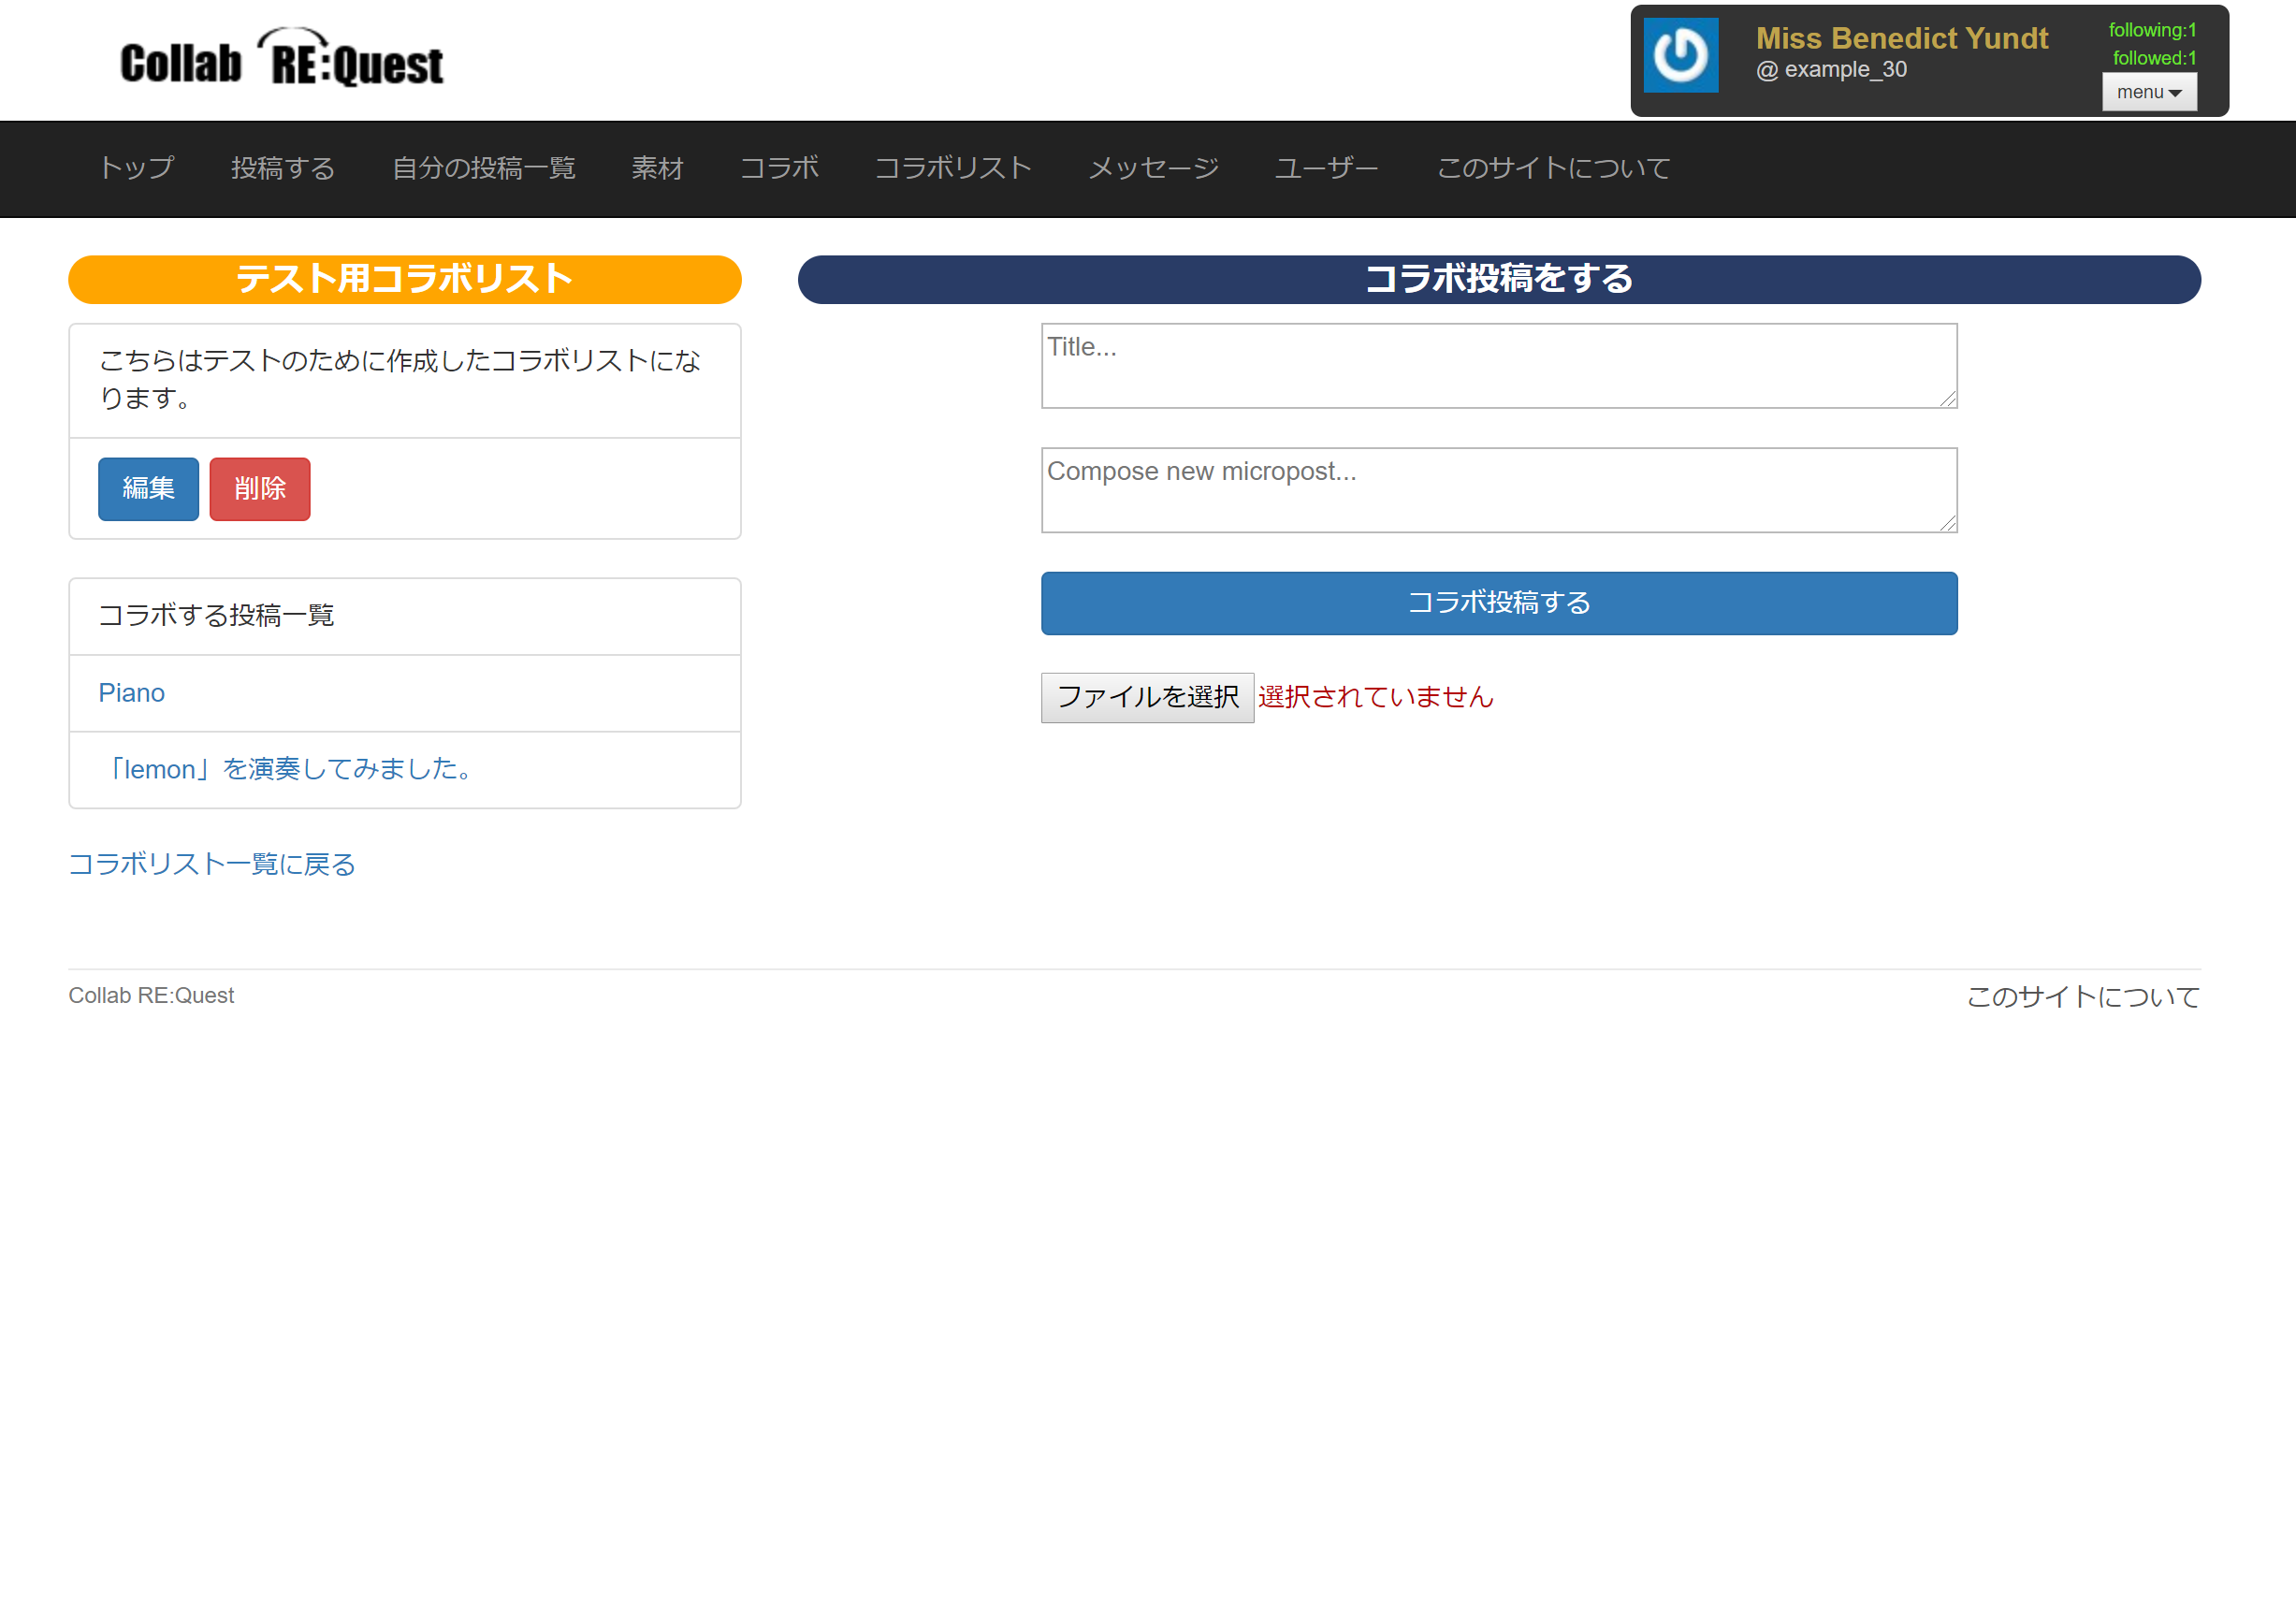 Collab RE:Quest
Miss Benedict Yundt
@ example_30
following:1
followed:1
menu
トップ 投稿する 自分の投稿一覧 素材 コラボ コラボリスト メッセージ ユーザー このサイトについて
テスト用コラボリスト
こちらはテストのために作成したコラボリストにな
ります。
編集 削除
コラボする投稿一覧
Piano
「lemon」を演奏してみました。
コラボリスト一覧に戻る
コラボ投稿をする
Title...
Compose new micropost...
コラボ投稿する
ファイルを選択 選択されていません
Collab RE:Quest
このサイトについて